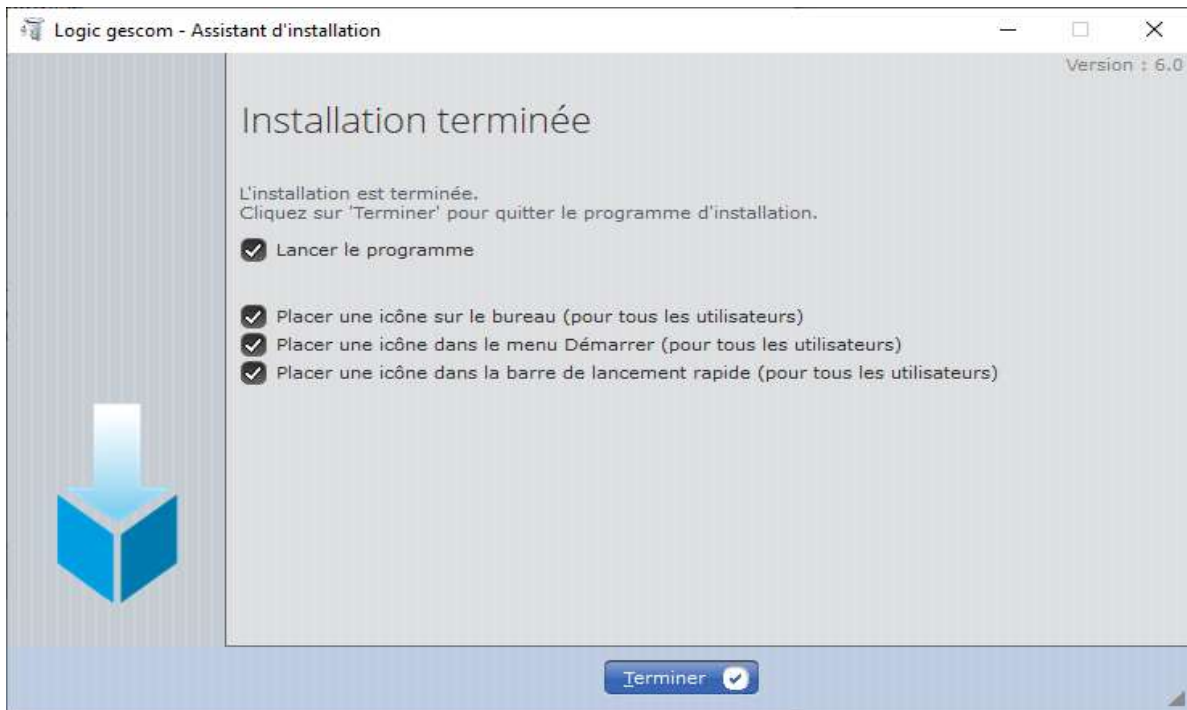 Logic gescom - Assistant d'installation
Version : 6.0
Installation terminée
L'installation est terminée.
Cliquez sur 'Terminer' pour quitter le programme d'installation.
Lancer le programme
Placer une icône sur le bureau (pour tous les utilisateurs)
Placer une icône dans le menu Démarrer (pour tous les utilisateurs)
Placer une icône dans la barre de lancement rapide (pour tous les utilisateurs)
Terminer